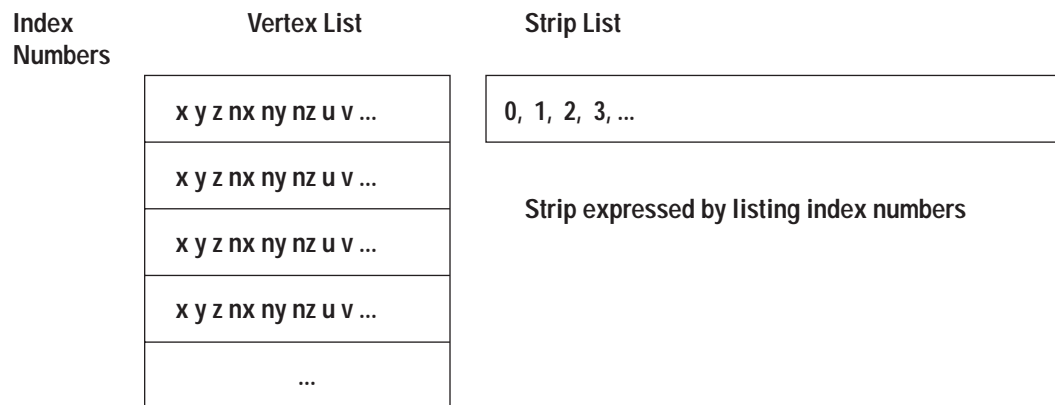 Index Numbers
Vertex List
Strip List
x y z nx ny nz u v ...
0, 1, 2, 3, ...
x y z nx ny nz u v ...
Strip expressed by listing index numbers
x y z nx ny nz u v ...
x y z nx ny nz u v ...
...